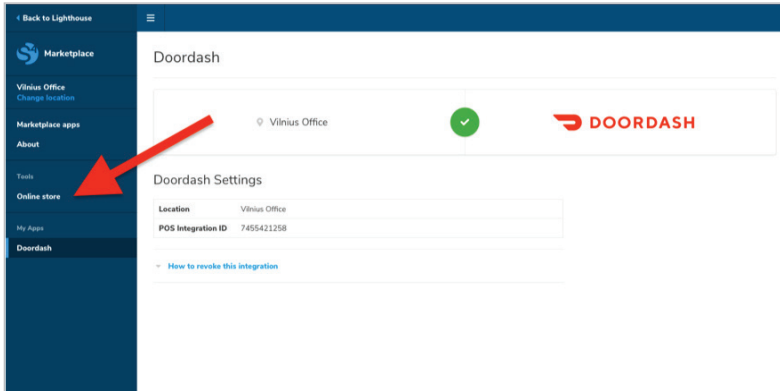 Back to Lighthouse
Marketplace
Vilnius Office
Change location
Marketplace apps
About
Tools
Online store
My Apps
Doordash
Doordash
Vilnius Office
DOORDASH
Doordash Settings
Location Vilnius Office
POS Integration ID 7455421258
How to revoke this integration